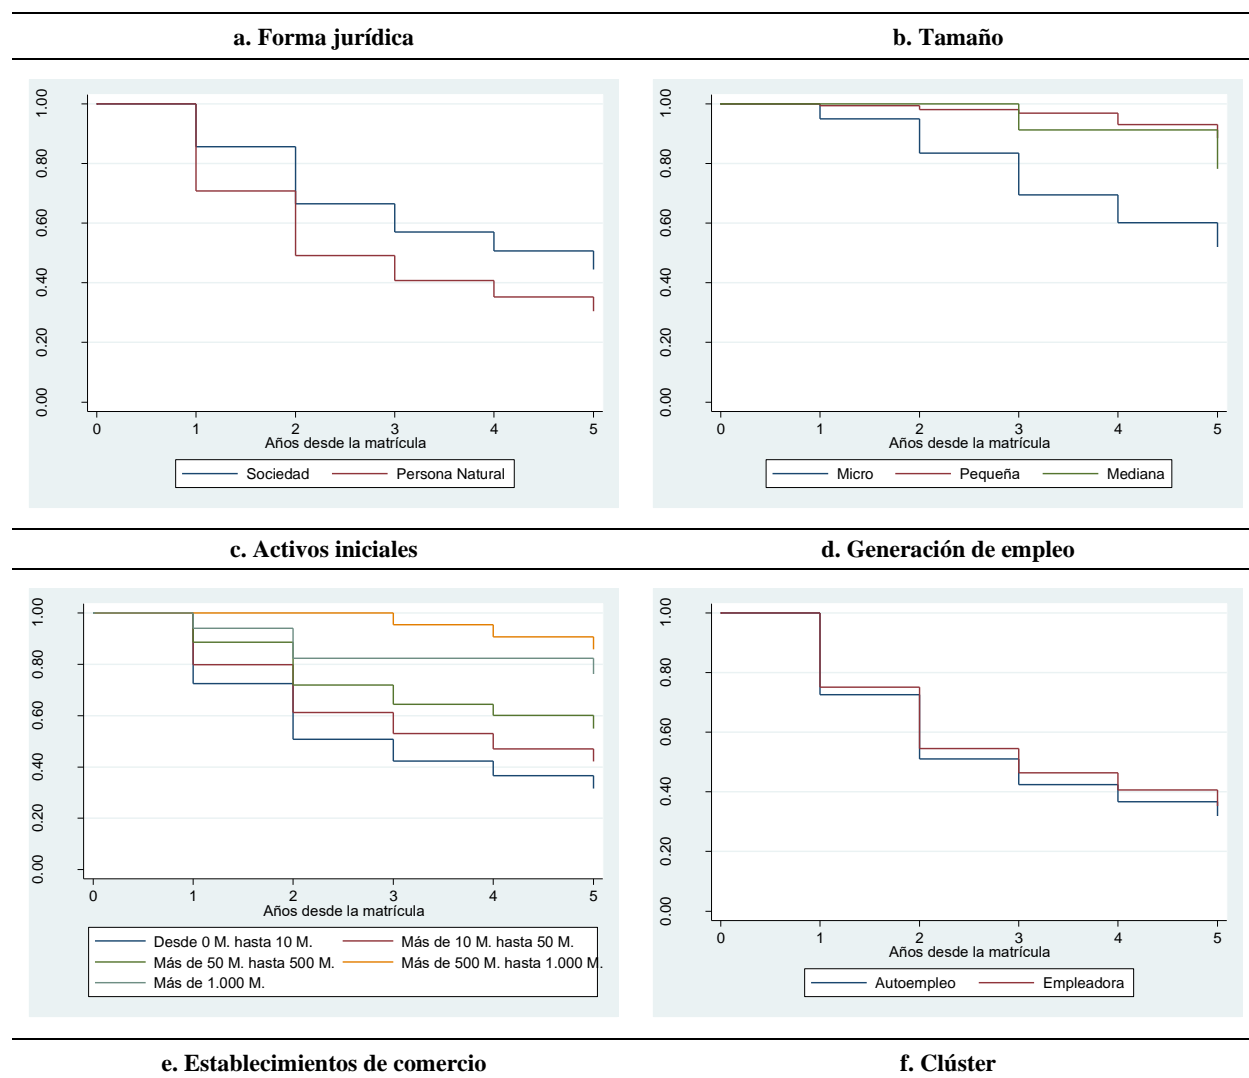 a. Forma jurídica
b. Tamaño
1.00
0.80
0.60
0.40
0.20
0.00
0 1 2 3 4 5
Años desde la matrícula
Sociedad Persona Natural
1.00
0.80
0.60
0.40
0.20
0.00
0 1 2 3 4 5
Años desde la matrícula
Micro Pequeña Mediana
c. Activos iniciales
d. Generación de empleo
1.00
0.80
0.60
0.40
0.20
0.00
0 1 2 3 4 5
Años desde la matrícula
Desde 0 M. hasta 10 M. Más de 10 M. hasta 50 M.
Más de 50 M. hasta 500 M. Más de 500 M. hasta 1.000 M.
Más de 1.000 M.
1.00
0.80
0.60
0.40
0.20
0.00
0 1 2 3 4 5
Años desde la matrícula
Autoempleo Empleadora
e. Establecimientos de comercio
f. Clúster